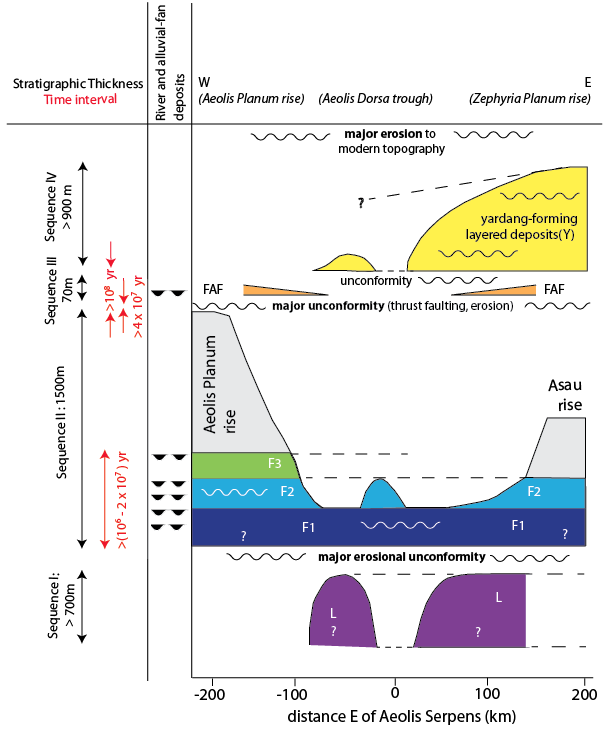 Stratigraphic Thickness
Time interval
River and alluvial-fan
deposits
W
(Aeolis Planum rise)
(Aeolis Dorsa trough)
E
(Zephyria Planum rise)
major erosion to
modern topography
Sequence IV
> 900 m
?
yardang-forming
layered deposits(Y)
unconformity
Sequence III
70m
>10⁸ yr
>4 x 10⁷ yr
FAF
FAF
major unconformity (thrust faulting, erosion)
Sequence II : 1500m
Aeolis Planum
rise
Asau
rise
>(10⁶ - 2 x 10⁷) yr
F3
F2
F2
F1
F1
?
?
major erosional unconformity
Sequence I:
> 700m
L
?
L
?
-200
-100
0
100
200
distance E of Aeolis Serpens (km)